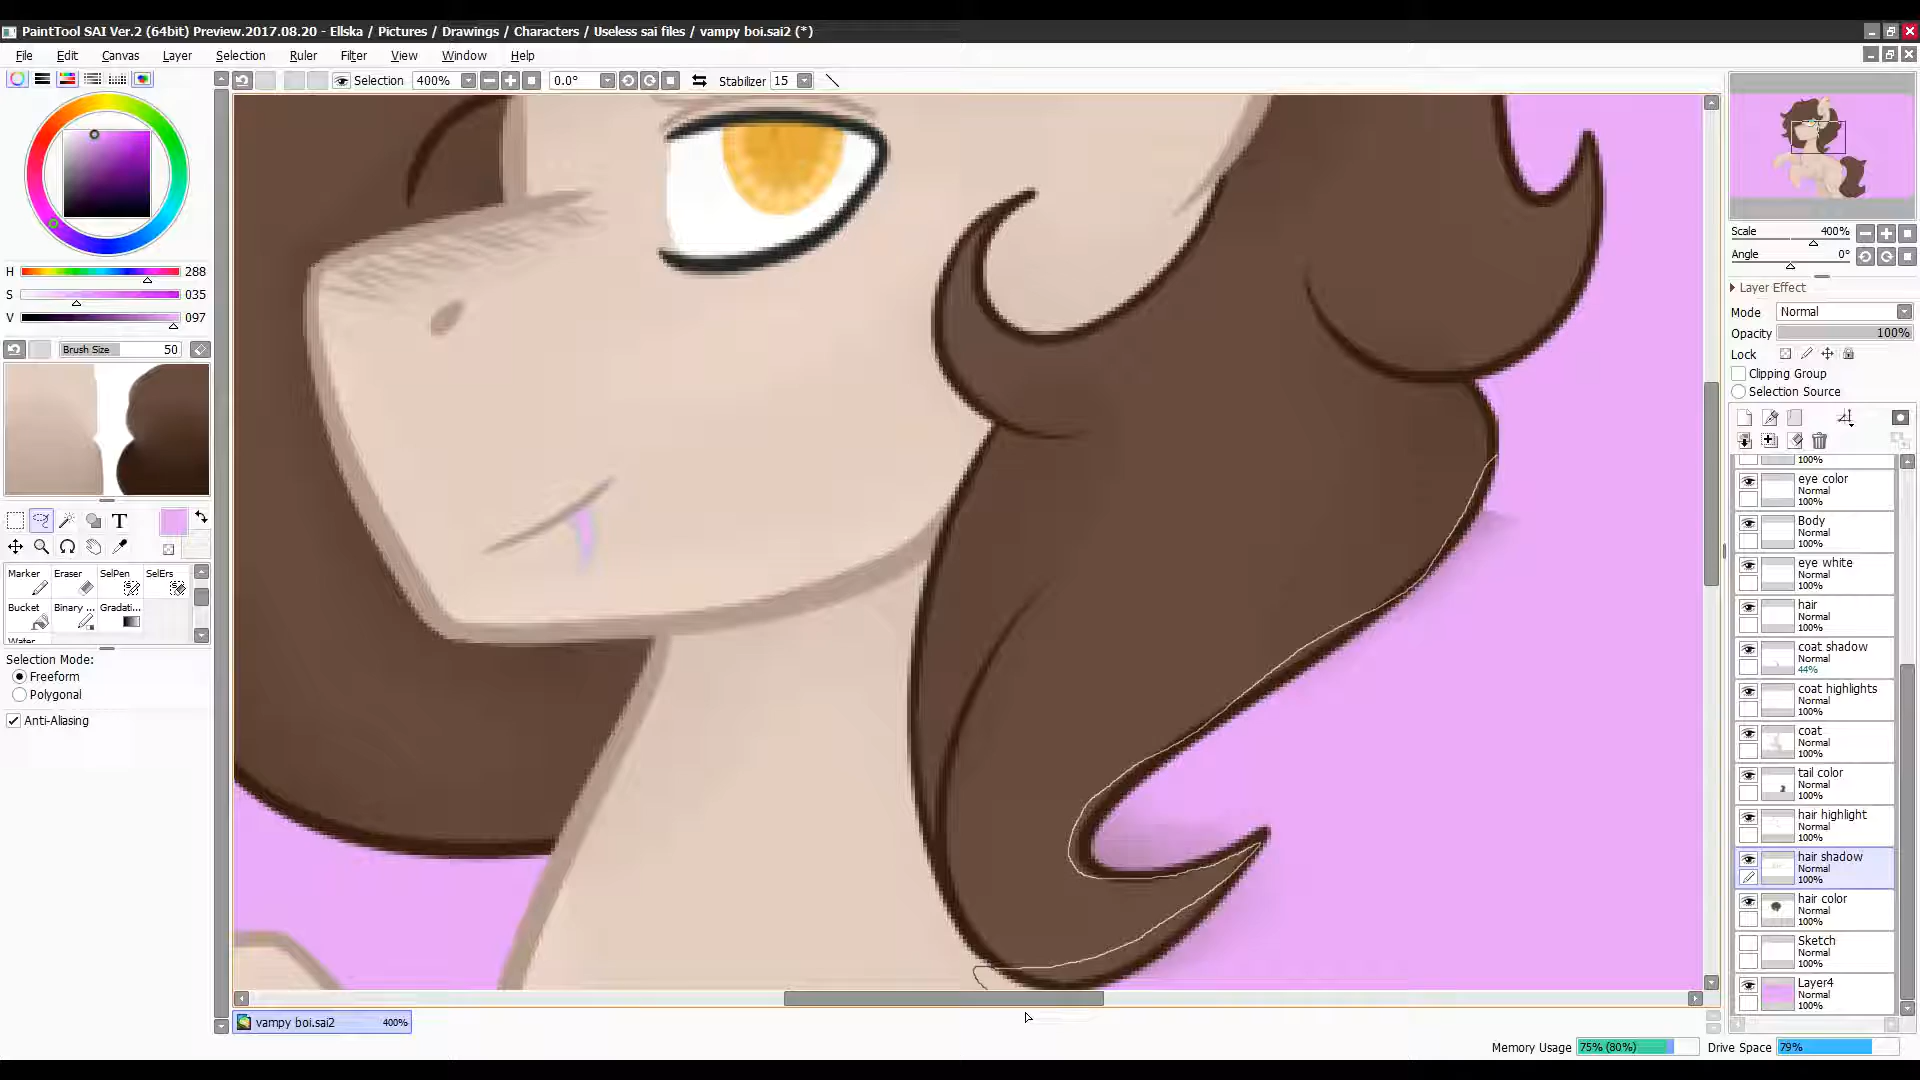 PaintTool SAI Ver.2 (64bit) Preview.2017.08.20 - Ellska / Pictures / Drawings / Characters / Useless sai files / vampy boi.sai2 (*)
File Edit Canvas Layer Selection Ruler Filter View Window Help
Selection 400% 0.0° Stabilizer 15
H 288
S 035
V 097
Brush Size 50
T
Marker Eraser SelPen SelErs
Bucket Binary ... Gradati...
Water
Selection Mode:
Freeform
Polygonal
Anti-Aliasing
Scale 400%
Angle 0°
Layer Effect
Mode Normal
Opacity 100%
Lock
Clipping Group
Selection Source
100%
eye color
Normal
100%
Body
Normal
100%
eye white
Normal
100%
hair
Normal
100%
coat shadow
Normal
44%
coat highlights
Normal
100%
coat
Normal
100%
tail color
Normal
100%
hair highlight
Normal
100%
hair shadow
Normal
100%
hair color
Normal
100%
Sketch
Normal
100%
Layer4
Normal
100%
vampy boi.sai2 400%
Memory Usage 75% (80%) Drive Space 79%